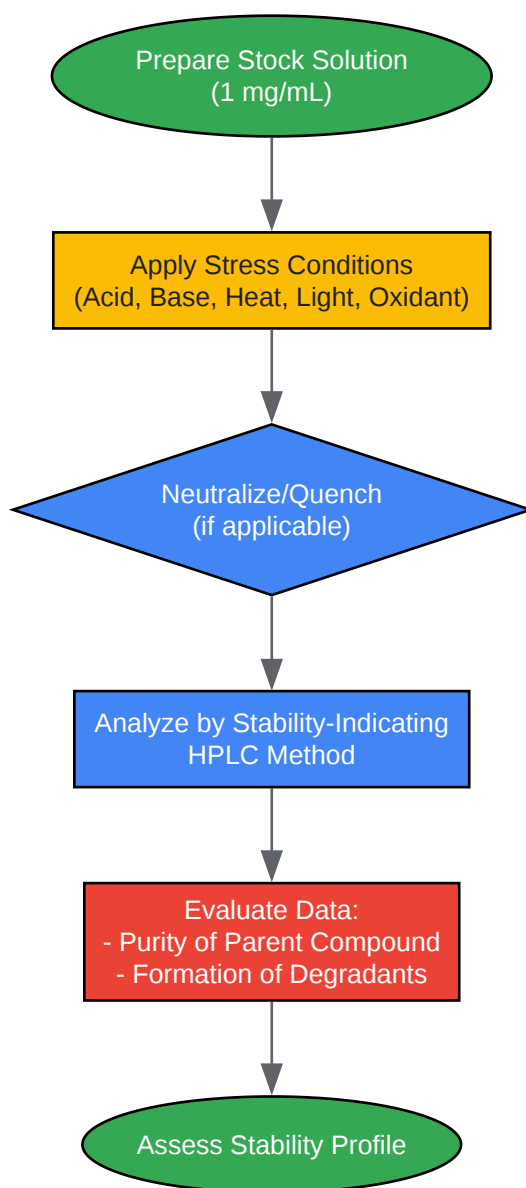 Prepare Stock Solution
(1 mg/mL)
Apply Stress Conditions
(Acid, Base, Heat, Light, Oxidant)
Neutralize/Quench
(if applicable)
Analyze by Stability-Indicating
HPLC Method
Evaluate Data:
- Purity of Parent Compound
- Formation of Degradants
Assess Stability Profile